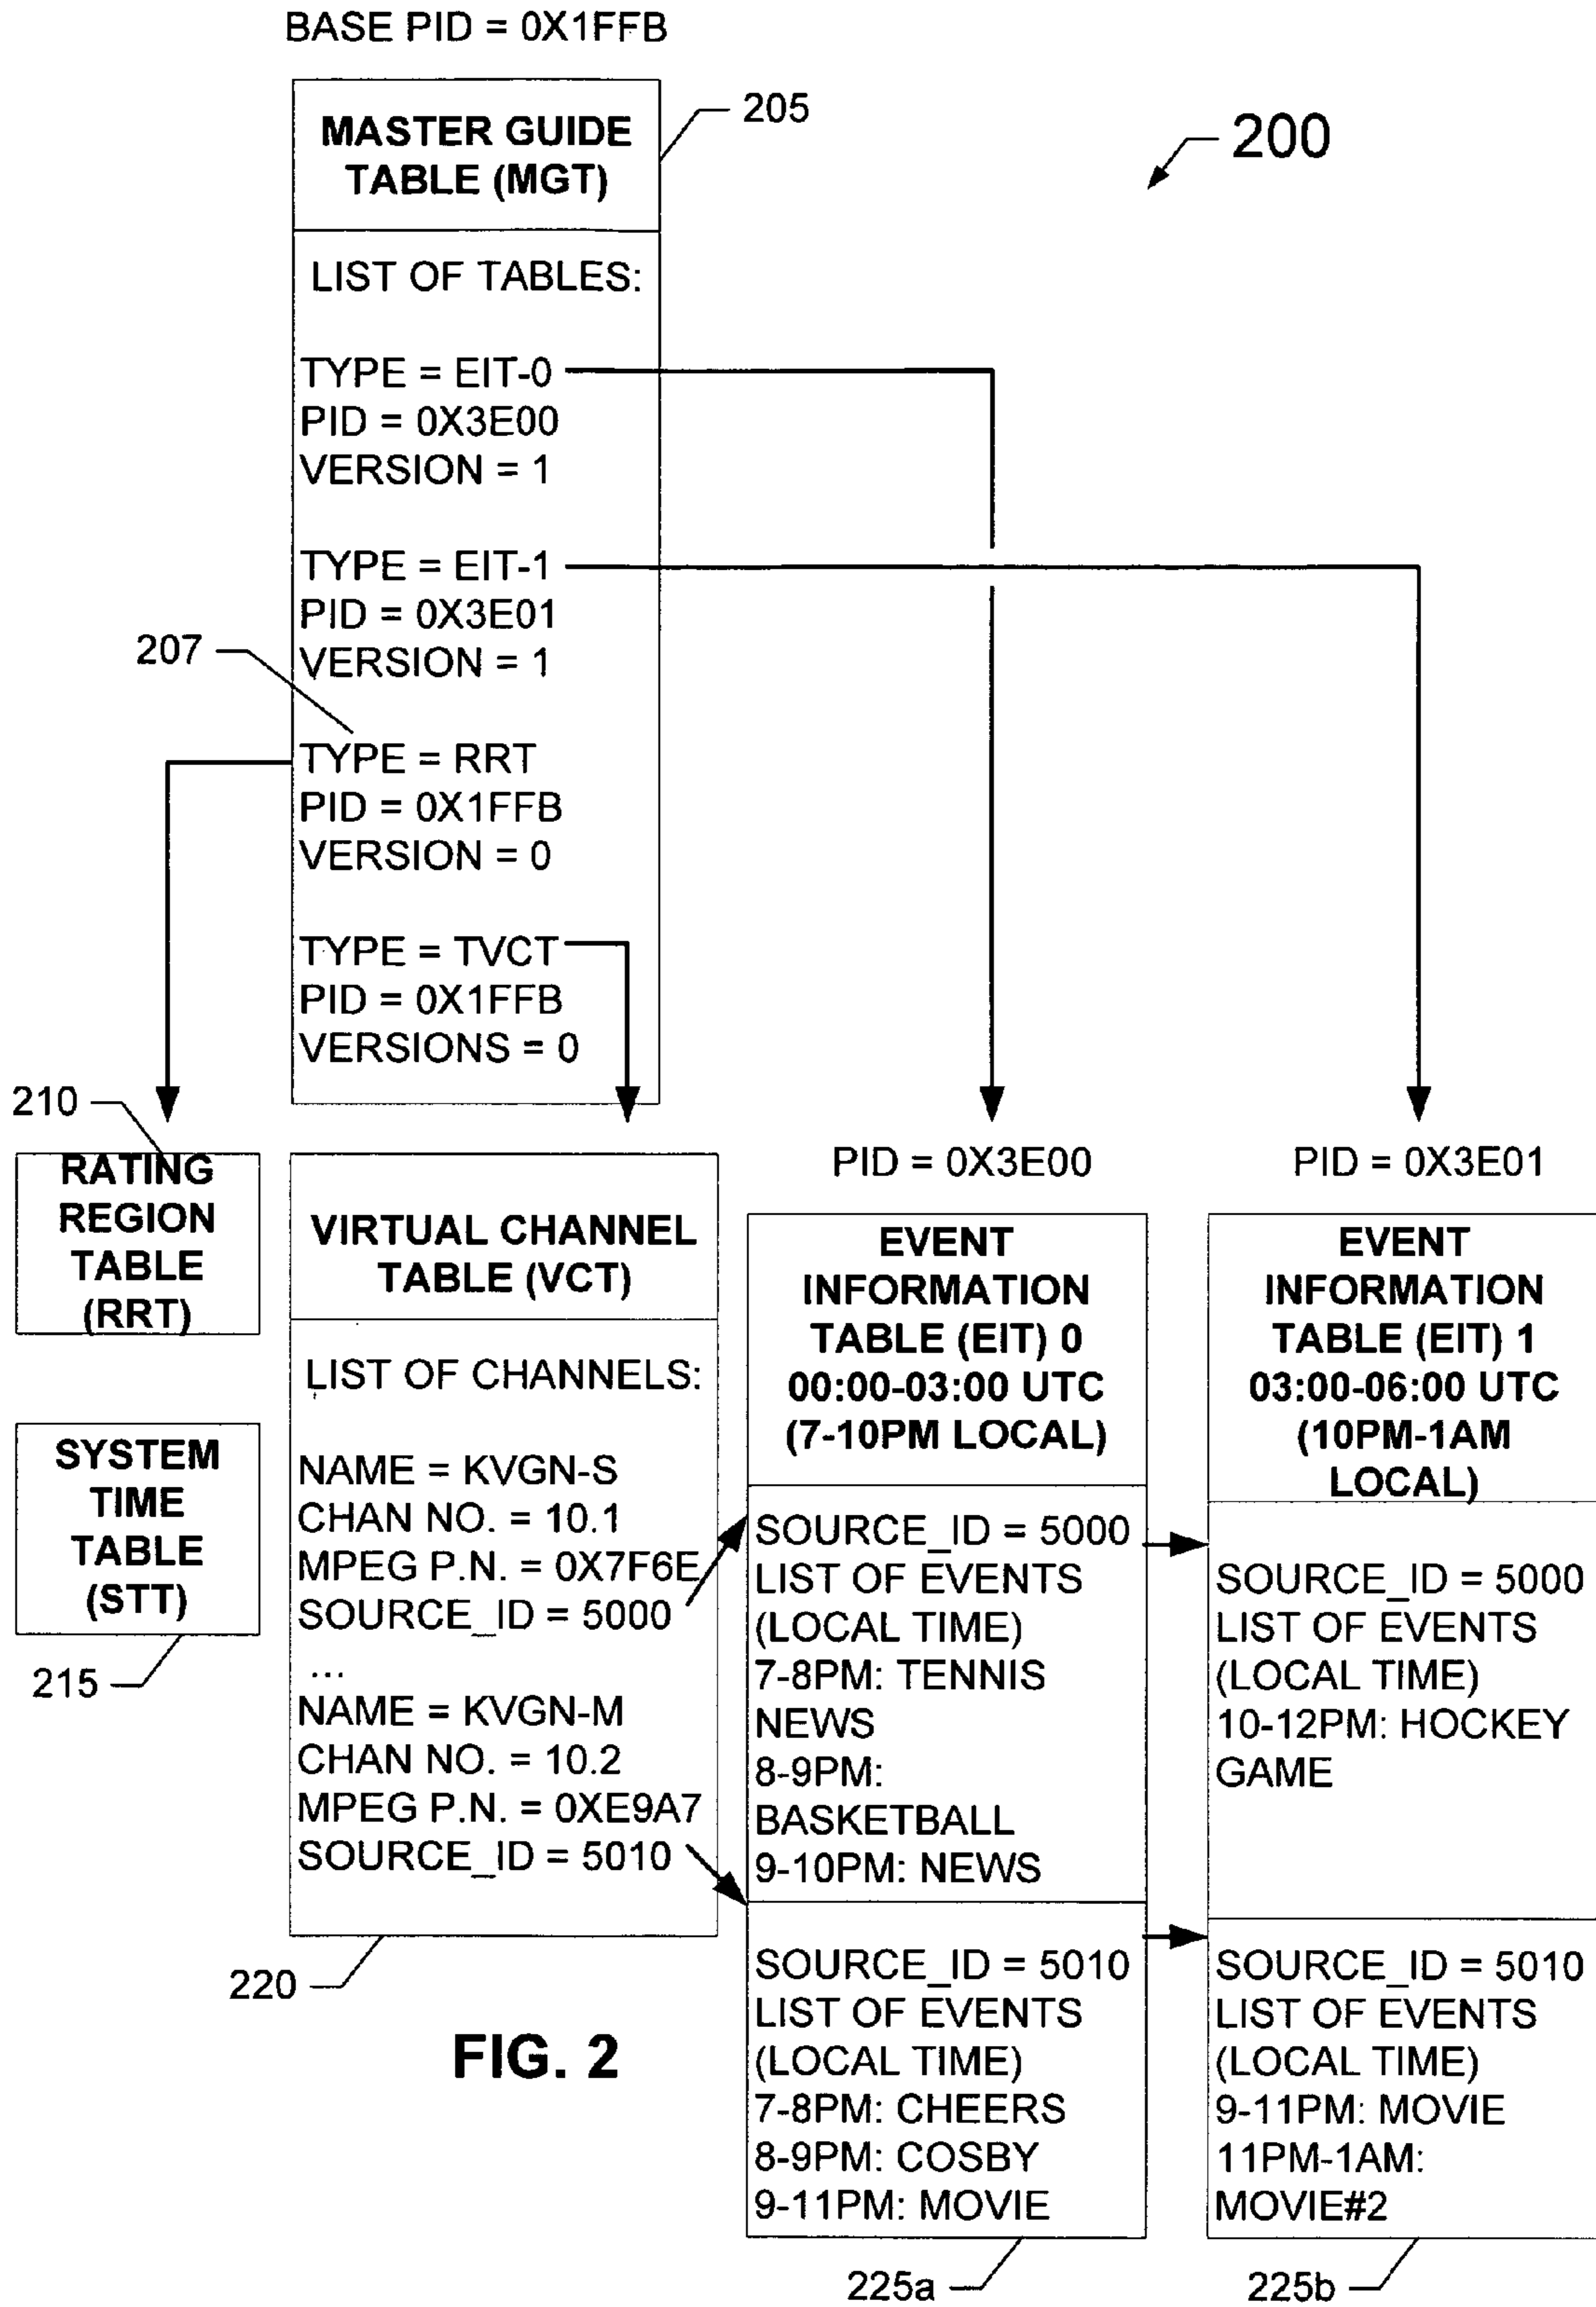 BASE PID = 0X1FFB
MASTER GUIDE
TABLE (MGT)
205
200
LIST OF TABLES:
TYPE = EIT-0
PID = 0X3E00
VERSION = 1
TYPE = EIT-1
PID = 0X3E01
VERSION = 1
207
TYPE = RRT
PID = 0X1FFB
VERSION = 0
TYPE = TVCT
PID = 0X1FFB
VERSIONS = 0
210
RATING
REGION
TABLE
(RRT)
SYSTEM
TIME
TABLE
(STT)
215
VIRTUAL CHANNEL
TABLE (VCT)
LIST OF CHANNELS:
NAME = KVGN-S
CHAN NO. = 10.1
MPEG P.N. = 0X7F6E
SOURCE_ID = 5000
...
NAME = KVGN-M
CHAN NO. = 10.2
MPEG P.N. = 0XE9A7
SOURCE_ID = 5010
220
PID = 0X3E00
EVENT
INFORMATION
TABLE (EIT) 0
00:00-03:00 UTC
(7-10PM LOCAL)
SOURCE_ID = 5000
LIST OF EVENTS
(LOCAL TIME)
7-8PM: TENNIS
NEWS
8-9PM:
BASKETBALL
9-10PM: NEWS
SOURCE_ID = 5010
LIST OF EVENTS
(LOCAL TIME)
7-8PM: CHEERS
8-9PM: COSBY
9-11PM: MOVIE
225a
PID = 0X3E01
EVENT
INFORMATION
TABLE (EIT) 1
03:00-06:00 UTC
(10PM-1AM
LOCAL)
SOURCE_ID = 5000
LIST OF EVENTS
(LOCAL TIME)
10-12PM: HOCKEY
GAME
SOURCE_ID = 5010
LIST OF EVENTS
(LOCAL TIME)
9-11PM: MOVIE
11PM-1AM:
MOVIE#2
225b
FIG. 2